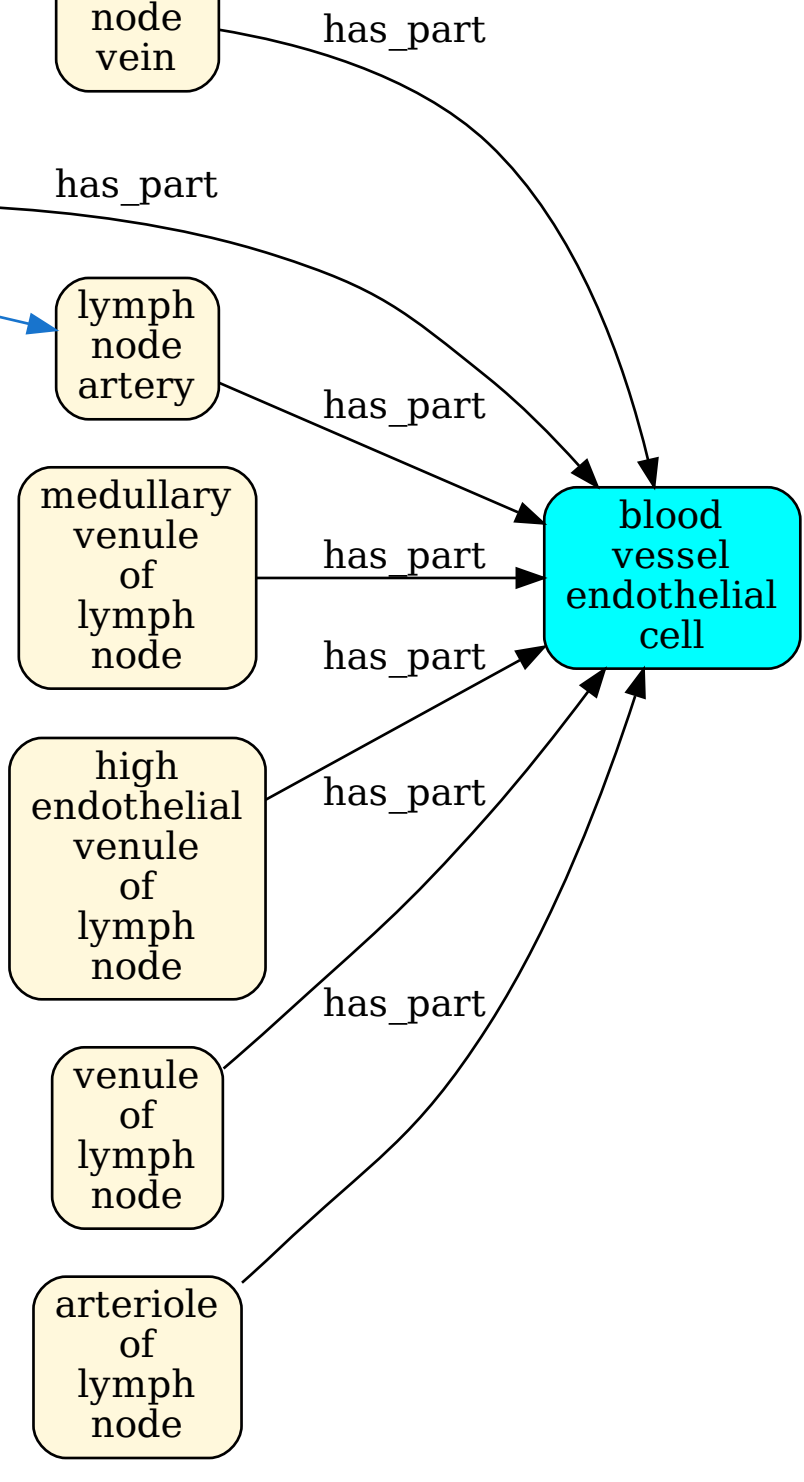 node
vein
has_part
has_part
lymph
node
artery
has_part
medullary
venule
of
lymph
node
has_part
blood
vessel
endothelial
cell
has_part
high
endothelial
venule
of
lymph
node
has_part
venule
of
lymph
node
has_part
arteriole
of
lymph
node